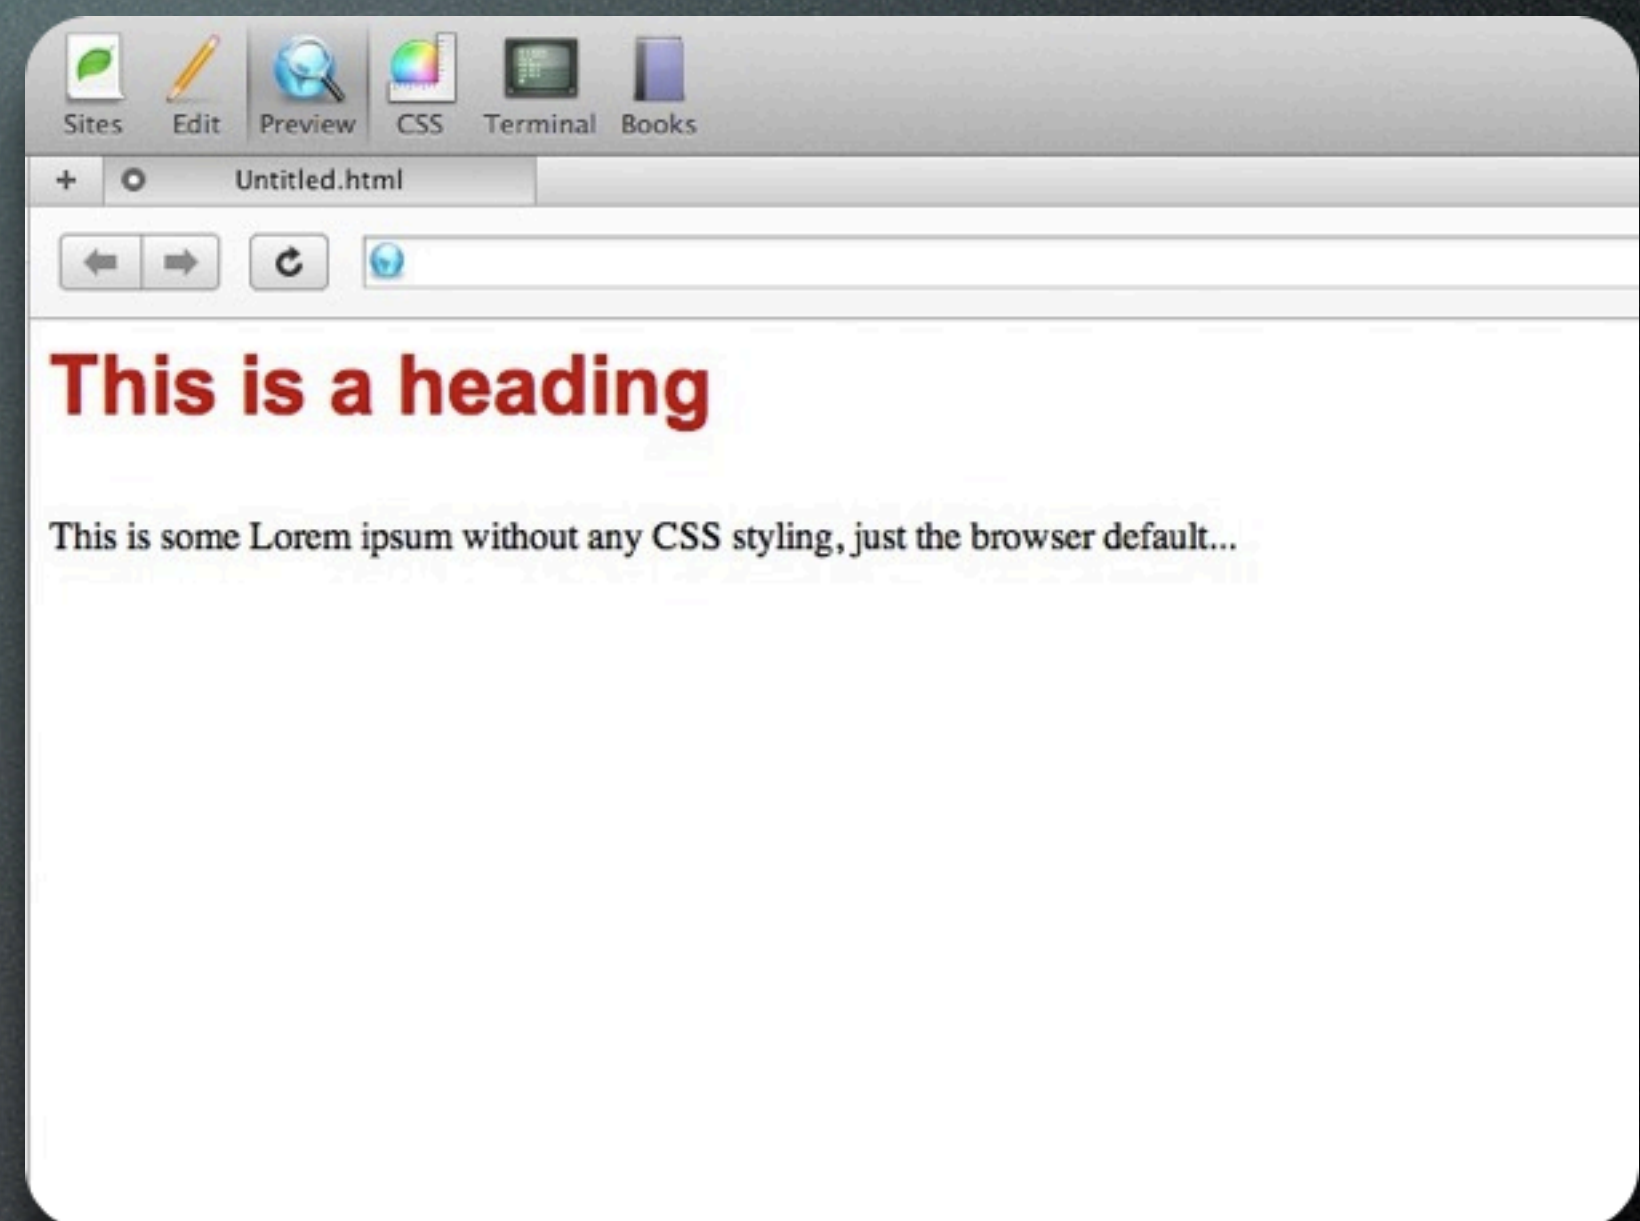 Sites Edit Preview CSS Terminal Books
+ Untitled.html
This is a heading
This is some Lorem ipsum without any CSS styling, just the browser default...